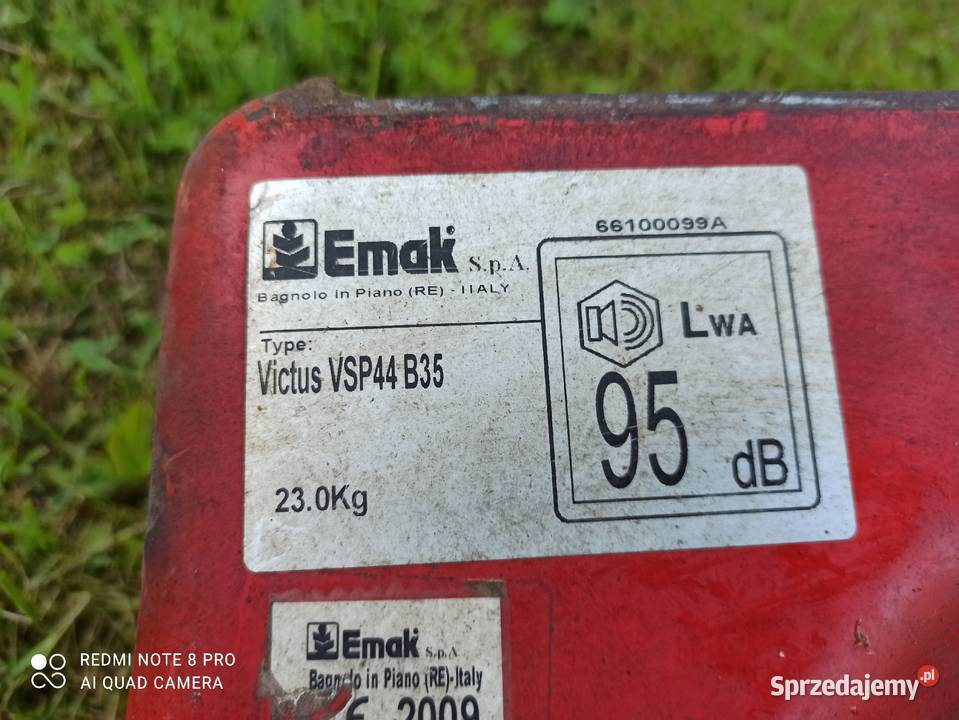 66100099A
Emak S.p.A.
Bagnolo in Piano (RE) - ITALY
Type:
Victus VSP44 B35
23.0Kg
LWA
95
dB
Emak S.p.A
Bagnolo in Piano (RE)-Italy
2009
REDMI NOTE 8 PRO
AI QUAD CAMERA
Sprzedajemy.pl